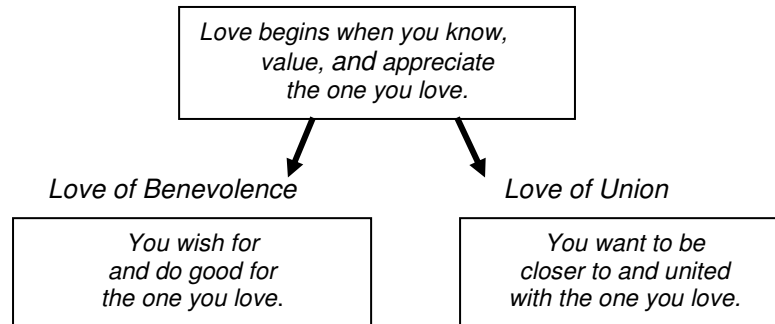 Love begins when you know,
value, and appreciate
the one you love.
Love of Benevolence
Love of Union
You wish for
and do good for
the one you love.
You want to be
closer to and united
with the one you love.